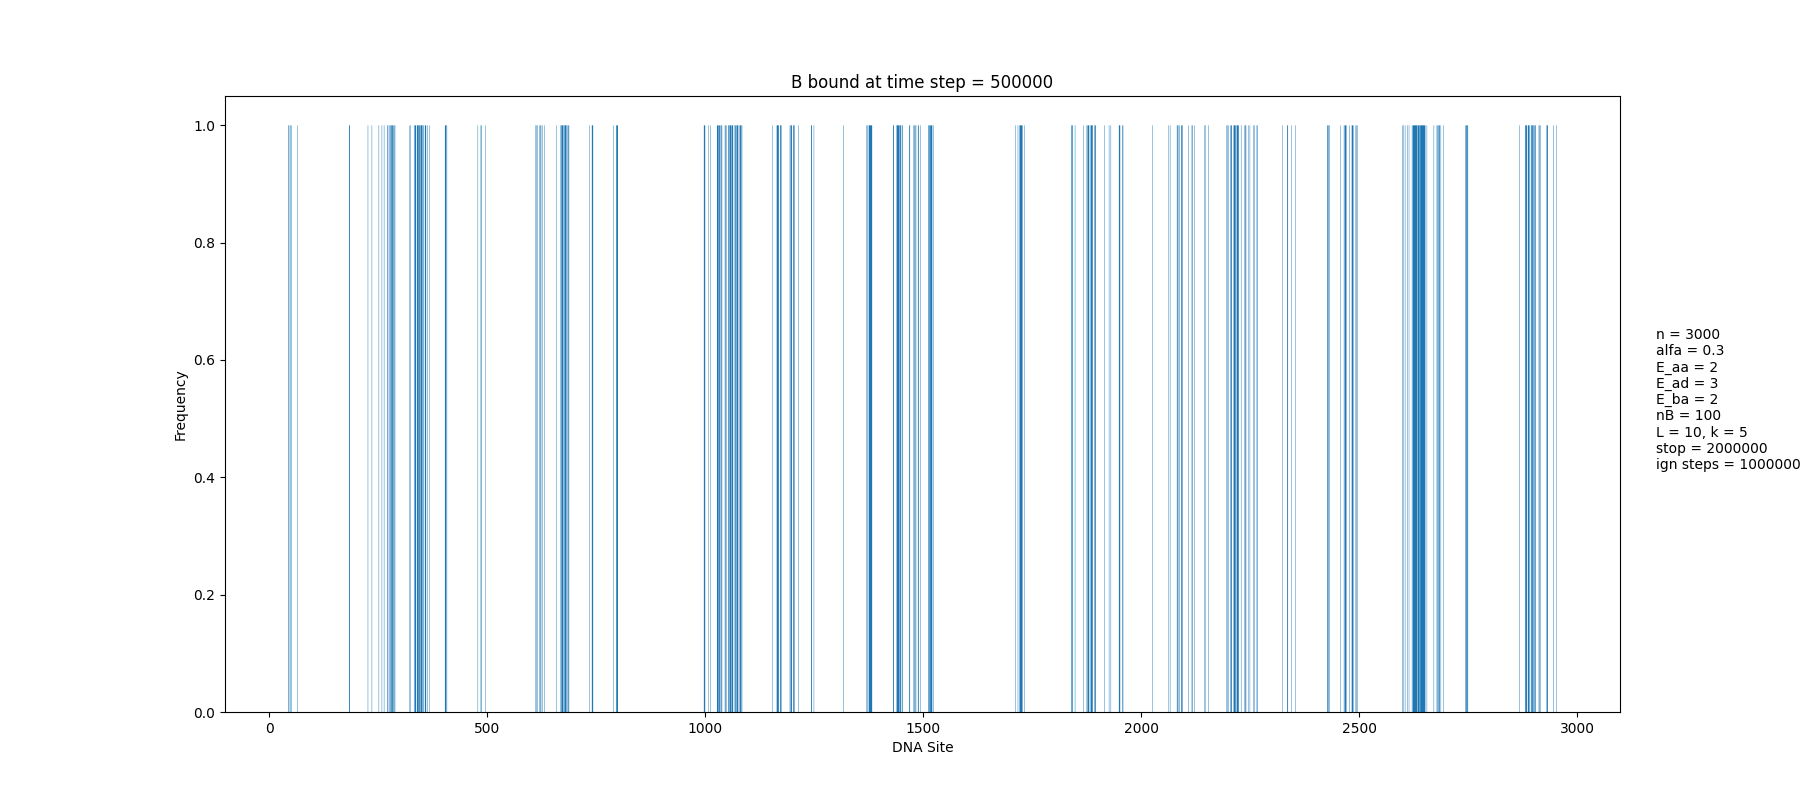 B bound at time step = 500000
1.0
0.8
0.6
0.4
0.2
0.0
Frequency
0 500 1000 1500 2000 2500 3000
DNA Site
n = 3000
alfa = 0.3
E_aa = 2
E_ad = 3
E_ba = 2
nB = 100
L = 10, k = 5
stop = 2000000
ign steps = 1000000